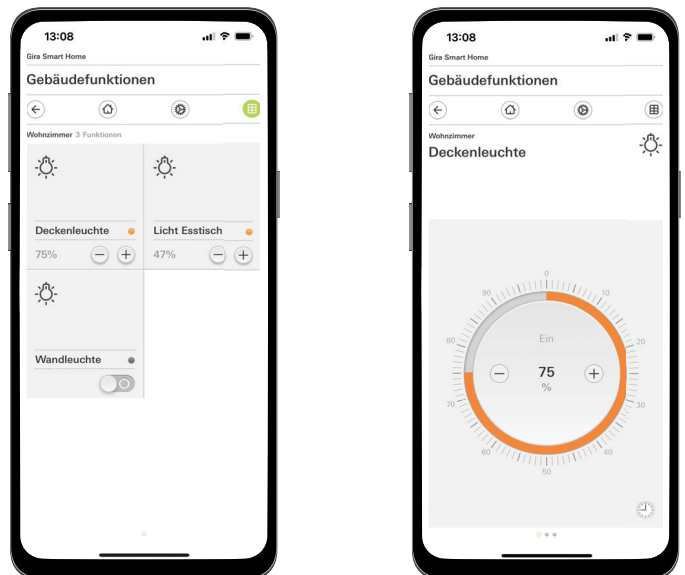 13:08
Gira Smart Home
Gebäudefunktionen
Wohnzimmer 3 Funktionen
Deckenleuchte
75%
Licht Esstisch
47%
Wandleuchte
13:08
Gira Smart Home
Gebäudefunktionen
Wohnzimmer
Deckenleuchte
0
10
20
30
40
50
60
70
80
90
Ein
75
%